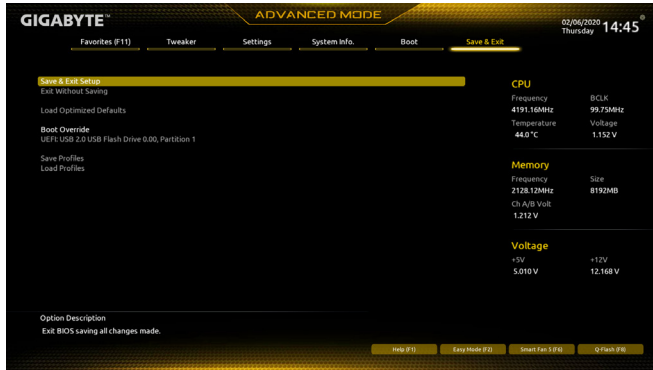 GIGABYTE™
ADVANCED MODE
02/06/2020
Thursday
14:45
Favorites (F11) Tweaker Settings System Info. Boot Save & Exit
Save & Exit Setup
Exit Without Saving
Load Optimized Defaults
Boot Override
UEFI: USB 2.0 USB Flash Drive 0.00, Partition 1
Save Profiles
Load Profiles
CPU
Frequency BCLK
4191.16MHz 99.75MHz
Temperature Voltage
44.0 °C 1.152 V
Memory
Frequency Size
2128.12MHz 8192MB
Ch A/B Volt
1.212 V
Voltage
+5V +12V
5.010 V 12.168 V
Option Description
Exit BIOS saving all changes made.
Help (F1) Easy Mode (F2) Smart Fan 5 (F6) Q-Flash (F8)